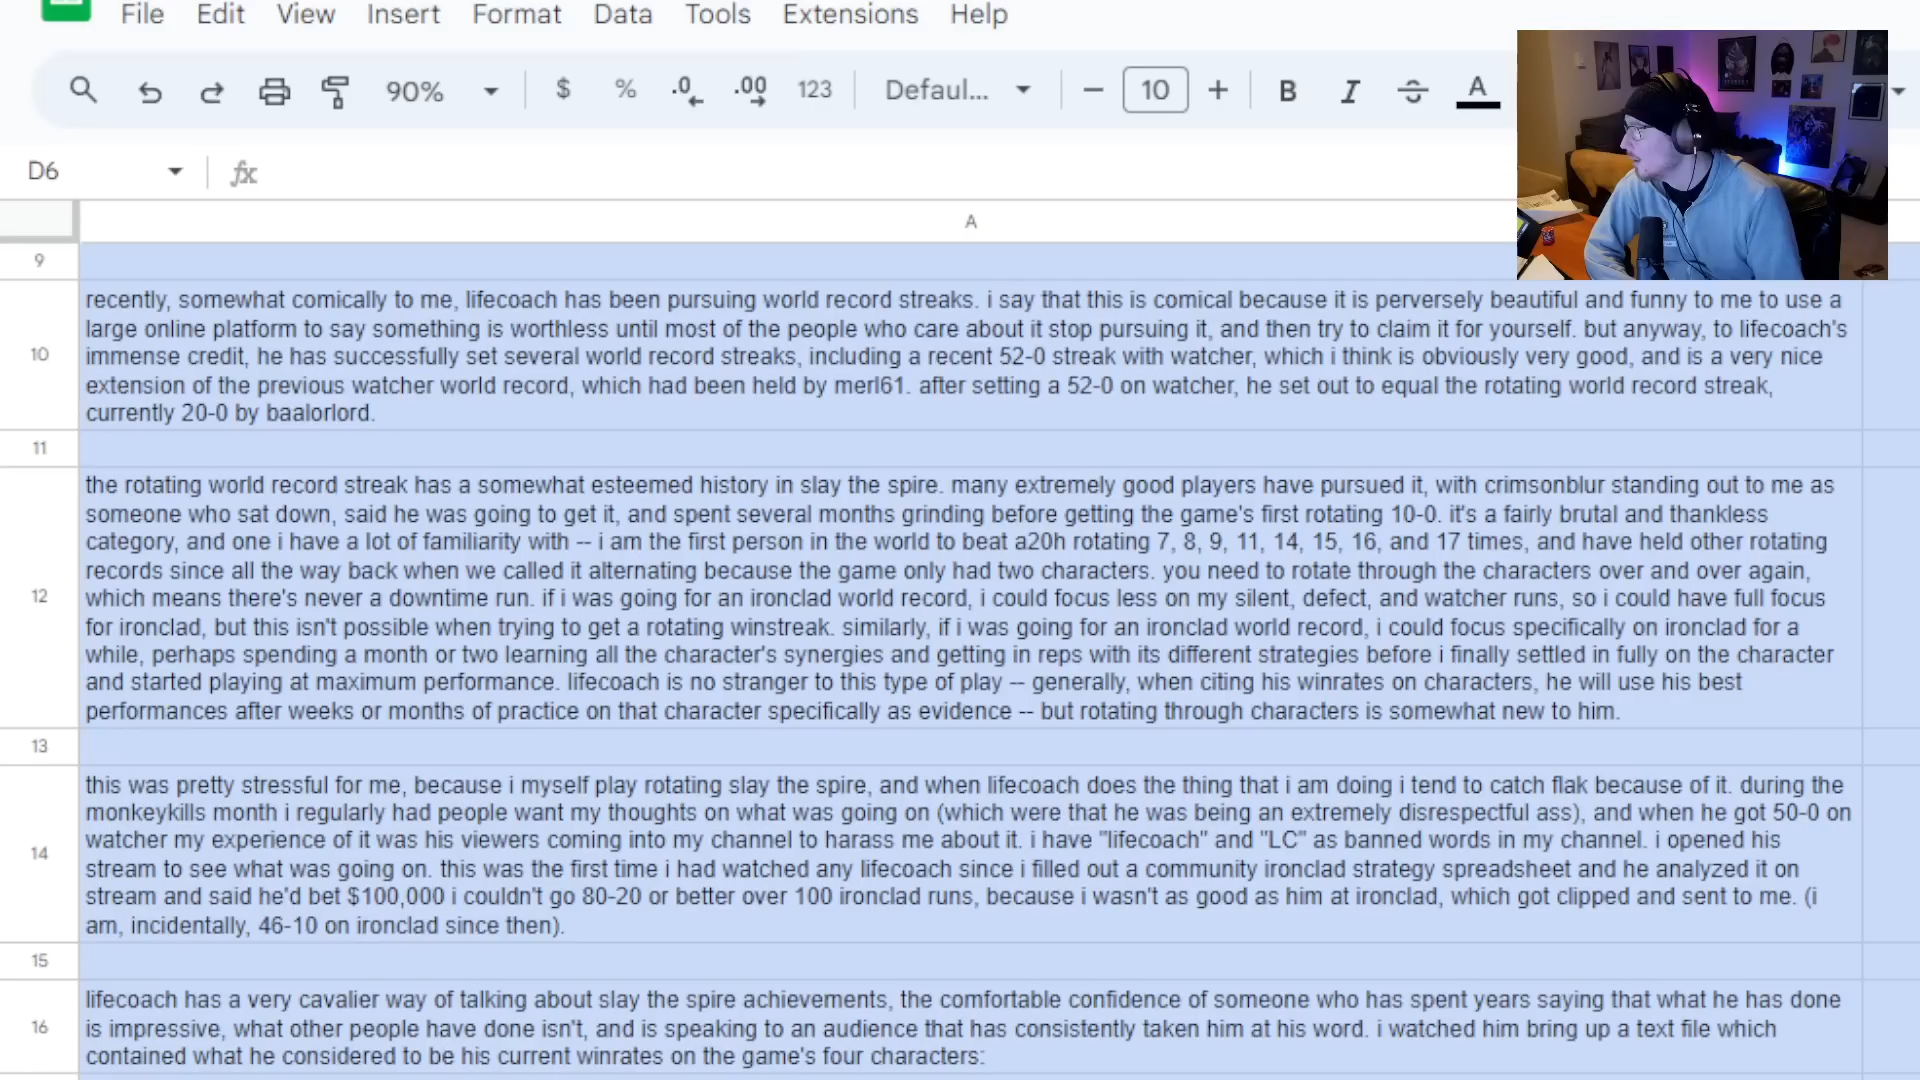 File Edit View Insert Format Data Tools Extensions Help
90% $ % .0 .00 123 Defaul... − 10 + B I S A
D6 fx
A
9
10
recently, somewhat comically to me, lifecoach has been pursuing world record streaks. i say that this is comical because it is perversely beautiful and funny to me to use a
large online platform to say something is worthless until most of the people who care about it stop pursuing it, and then try to claim it for yourself. but anyway, to lifecoach's
immense credit, he has successfully set several world record streaks, including a recent 52-0 streak with watcher, which i think is obviously very good, and is a very nice
extension of the previous watcher world record, which had been held by merl61. after setting a 52-0 on watcher, he set out to equal the rotating world record streak,
currently 20-0 by baalorlord.
11
12
the rotating world record streak has a somewhat esteemed history in slay the spire. many extremely good players have pursued it, with crimsonblur standing out to me as
someone who sat down, said he was going to get it, and spent several months grinding before getting the game's first rotating 10-0. it's a fairly brutal and thankless
category, and one i have a lot of familiarity with -- i am the first person in the world to beat a20h rotating 7, 8, 9, 11, 14, 15, 16, and 17 times, and have held other rotating
records since all the way back when we called it alternating because the game only had two characters. you need to rotate through the characters over and over again,
which means there's never a downtime run. if i was going for an ironclad world record, i could focus less on my silent, defect, and watcher runs, so i could have full focus
for ironclad, but this isn't possible when trying to get a rotating winstreak. similarly, if i was going for an ironclad world record, i could focus specifically on ironclad for a
while, perhaps spending a month or two learning all the character's synergies and getting in reps with its different strategies before i finally settled in fully on the character
and started playing at maximum performance. lifecoach is no stranger to this type of play -- generally, when citing his winrates on characters, he will use his best
performances after weeks or months of practice on that character specifically as evidence -- but rotating through characters is somewhat new to him.
13
14
this was pretty stressful for me, because i myself play rotating slay the spire, and when lifecoach does the thing that i am doing i tend to catch flak because of it. during the
monkeykills month i regularly had people want my thoughts on what was going on (which were that he was being an extremely disrespectful ass), and when he got 50-0 on
watcher my experience of it was his viewers coming into my channel to harass me about it. i have "lifecoach" and "LC" as banned words in my channel. i opened his
stream to see what was going on. this was the first time i had watched any lifecoach since i filled out a community ironclad strategy spreadsheet and he analyzed it on
stream and said he'd bet $100,000 i couldn't go 80-20 or better over 100 ironclad runs, because i wasn't as good as him at ironclad, which got clipped and sent to me. (i
am, incidentally, 46-10 on ironclad since then).
15
16
lifecoach has a very cavalier way of talking about slay the spire achievements, the comfortable confidence of someone who has spent years saying that what he has done
is impressive, what other people have done isn't, and is speaking to an audience that has consistently taken him at his word. i watched him bring up a text file which
contained what he considered to be his current winrates on the game's four characters: